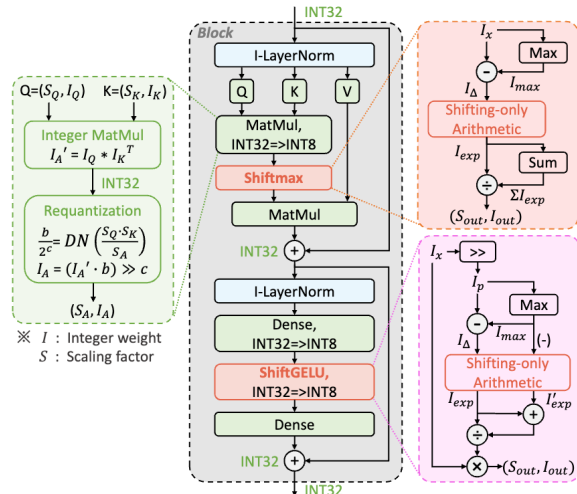 INT32
Block
I-LayerNorm
Q
K
V
MatMul,
INT32=>INT8
Shiftmax
MatMul
INT32
+
I-LayerNorm
Dense,
INT32=>INT8
ShiftGELU,
INT32=>INT8
Dense
INT32
+
INT32
Q=(S_Q, I_Q)
K=(S_K, I_K)
Integer MatMul
I_A' = I_Q * I_K^T
INT32
Requantization
b/2^c = DN (S_Q·S_K/S_A)
I_A = (I_A' · b) ≫ c
(S_A, I_A)
※ I : Integer weight
S : Scaling factor
I_x
Max
-
I_max
I_Δ
Shifting-only
Arithmetic
I_exp
Sum
÷
ΣI_exp
(S_out, I_out)
I_x
>>
I_p
Max
-
I_max
I_Δ
(-)
Shifting-only
Arithmetic
I_exp
I'_exp
+
÷
×
(S_out, I_out)